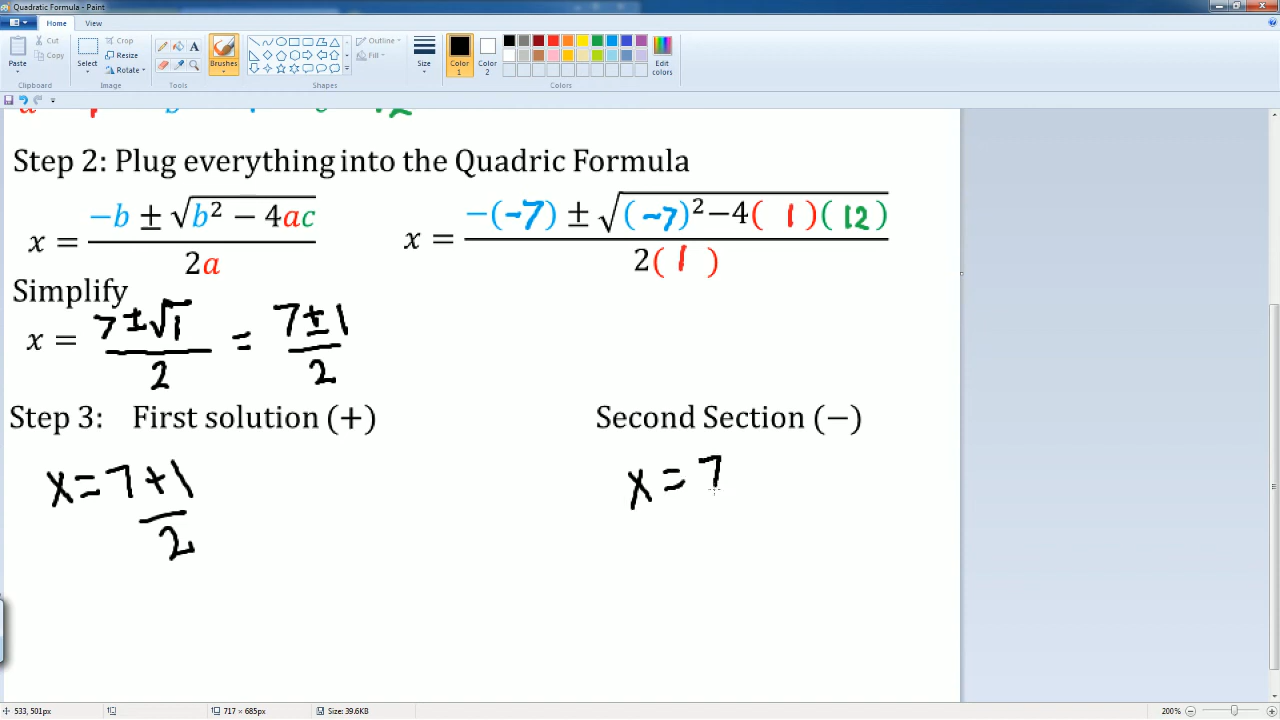 Quadratic Formula - Paint
Home View
Paste Cut Copy Clipboard
Select Crop Resize Rotate Image
A Tools
Brushes
Outline Fill Shapes
Size
Color 1 Color 2 Edit colors Colors
Step 2: Plug everything into the Quadric Formula
x = (−b ± √(b² − 4ac)) / 2a x = (−(−7) ± √((−7)² −4( 1)(12))) / 2( 1 )
Simplify
x = (7 ± √1) / 2 = (7 ± 1) / 2
Step 3: First solution (+) Second Section (−)
x = 7 + 1 / 2 x = 7
533, 501px 717 × 685px Size: 39.6KB 200%